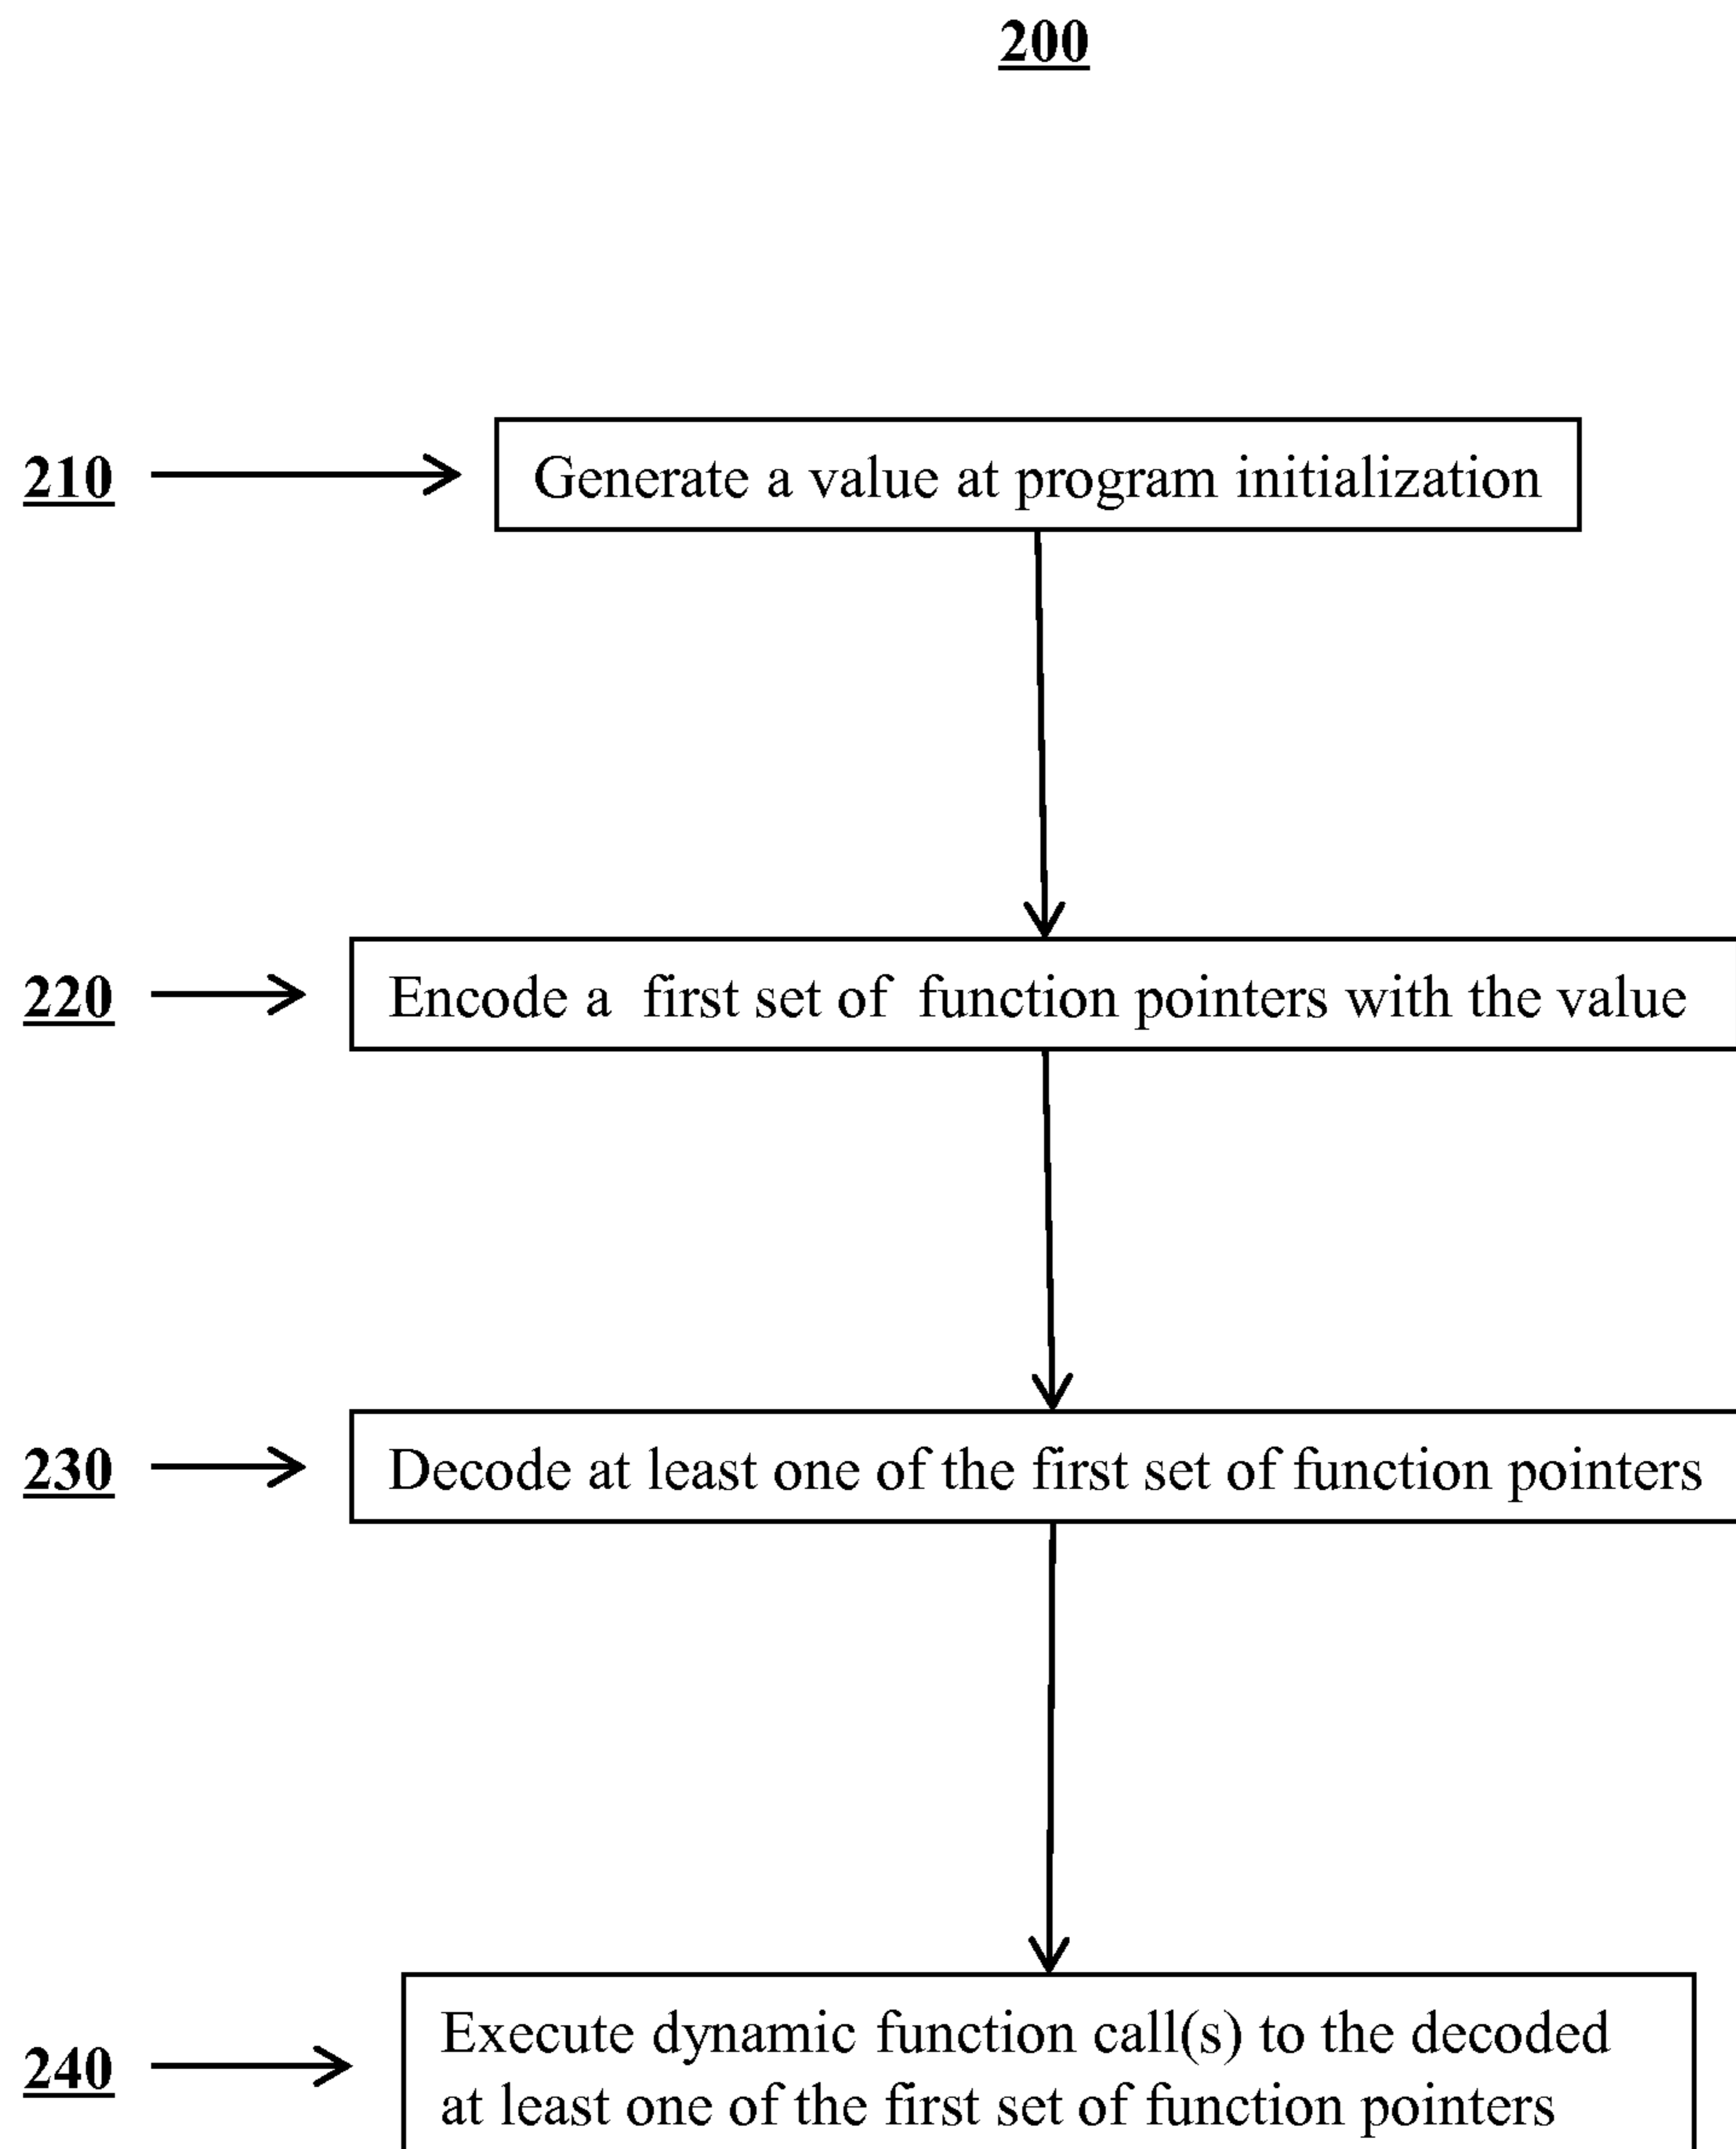 200
210
Generate a value at program initialization
220
Encode a first set of function pointers with the value
230
Decode at least one of the first set of function pointers
240
Execute dynamic function call(s) to the decoded
at least one of the first set of function pointers